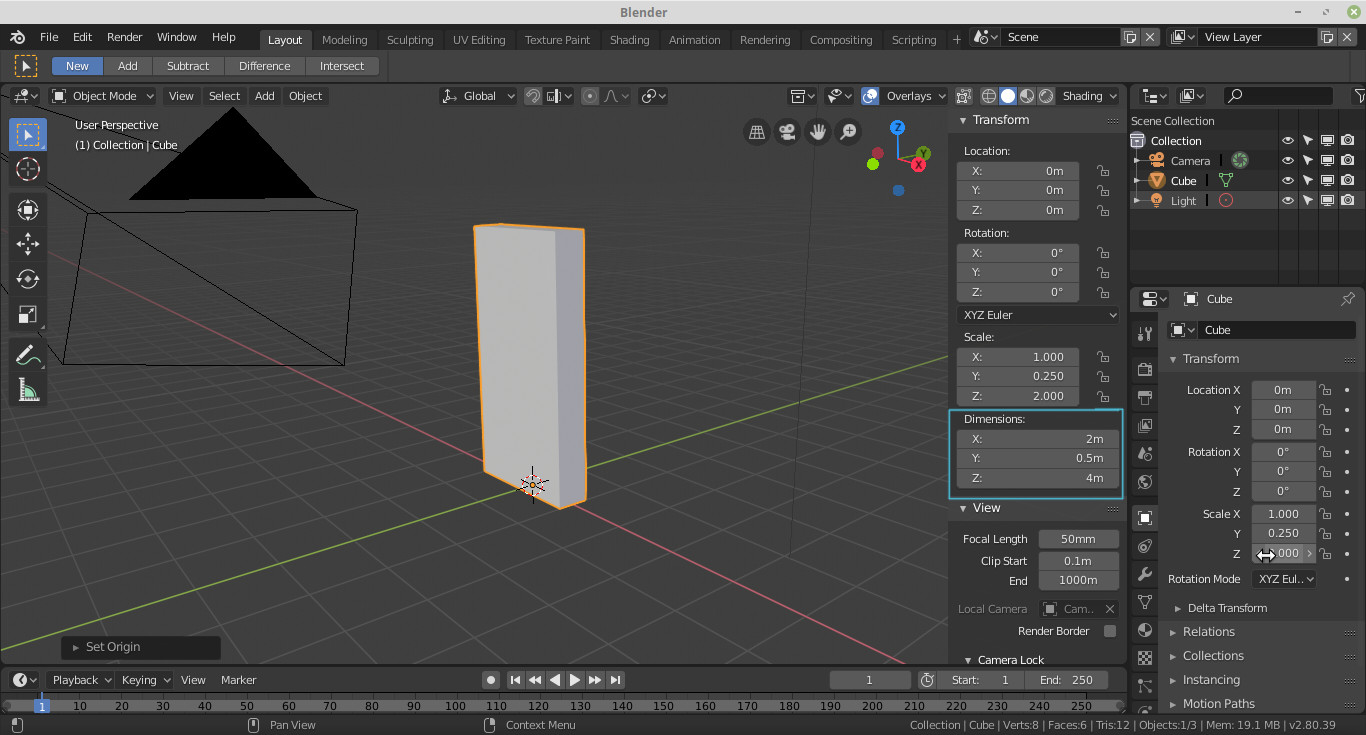 Blender
File Edit Render Window Help Layout Modeling Sculpting UV Editing Texture Paint Shading Animation Rendering Compositing Scripting + Scene View Layer
New Add Subtract Difference Intersect
Object Mode View Select Add Object Global Overlays Shading
User Perspective
(1) Collection | Cube
Z
Y
X
Set Origin
Transform
Location:
X: 0m
Y: 0m
Z: 0m
Rotation:
X: 0°
Y: 0°
Z: 0°
XYZ Euler
Scale:
X: 1.000
Y: 0.250
Z: 2.000
Dimensions:
X: 2m
Y: 0.5m
Z: 4m
View
Focal Length 50mm
Clip Start 0.1m
End 1000m
Local Camera Cam..
Render Border
Camera Lock
Scene Collection
Collection
Camera
Cube
Light
Cube
Cube
Transform
Location X 0m
Y 0m
Z 0m
Rotation X 0°
Y 0°
Z 0°
Scale X 1.000
Y 0.250
Z .000
Rotation Mode XYZ Eul..
Delta Transform
Relations
Collections
Instancing
Motion Paths
Playback Keying View Marker 1 Start: 1 End: 250
1 10 20 30 40 50 60 70 80 90 100 110 120 130 140 150 160 170 180 190 200 210 220 230 240 250
Pan View Context Menu Collection | Cube | Verts:8 | Faces:6 | Tris:12 | Objects:1/3 | Mem: 19.1 MB | v2.80.39